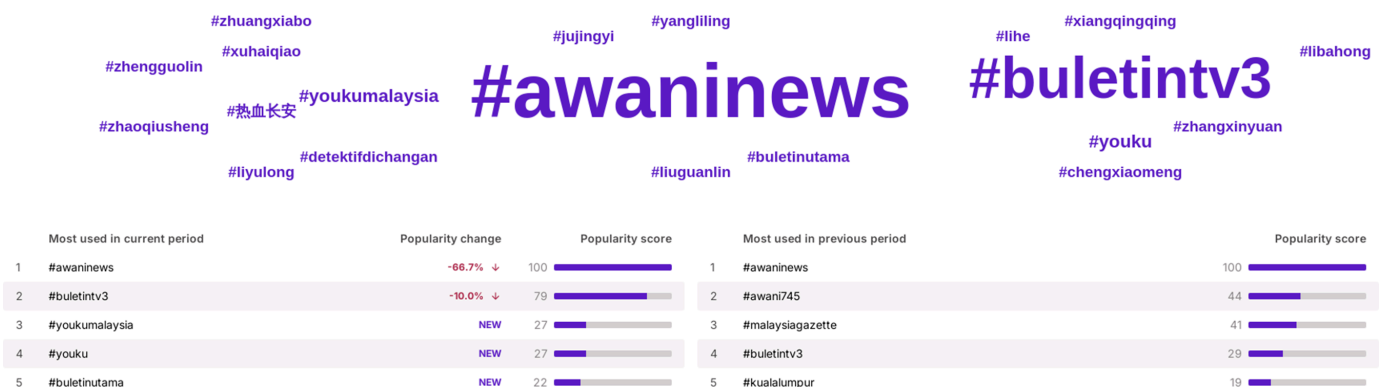 #zhuangxiabo
#yangliling
#xiangqingqing
#jujingyi
#lihe
#xuhaiqiao
#libahong
#zhengguolin
#awaninews
#buletintv3
#youkumalaysia
#热血长安
#zhaoqiusheng
#zhangxinyuan
#youku
#detektifdichangan
#buletinutama
#liyulong
#liuguanlin
#chengxiaomeng
Most used in current period Popularity change Popularity score
1 #awaninews -66.7% ↓ 100
2 #buletintv3 -10.0% ↓ 79
3 #youkumalaysia NEW 27
4 #youku NEW 27
5 #buletinutama NEW 22
Most used in previous period Popularity score
1 #awaninews 100
2 #awani745 44
3 #malaysiagazette 41
4 #buletintv3 29
5 #kualalumpur 19